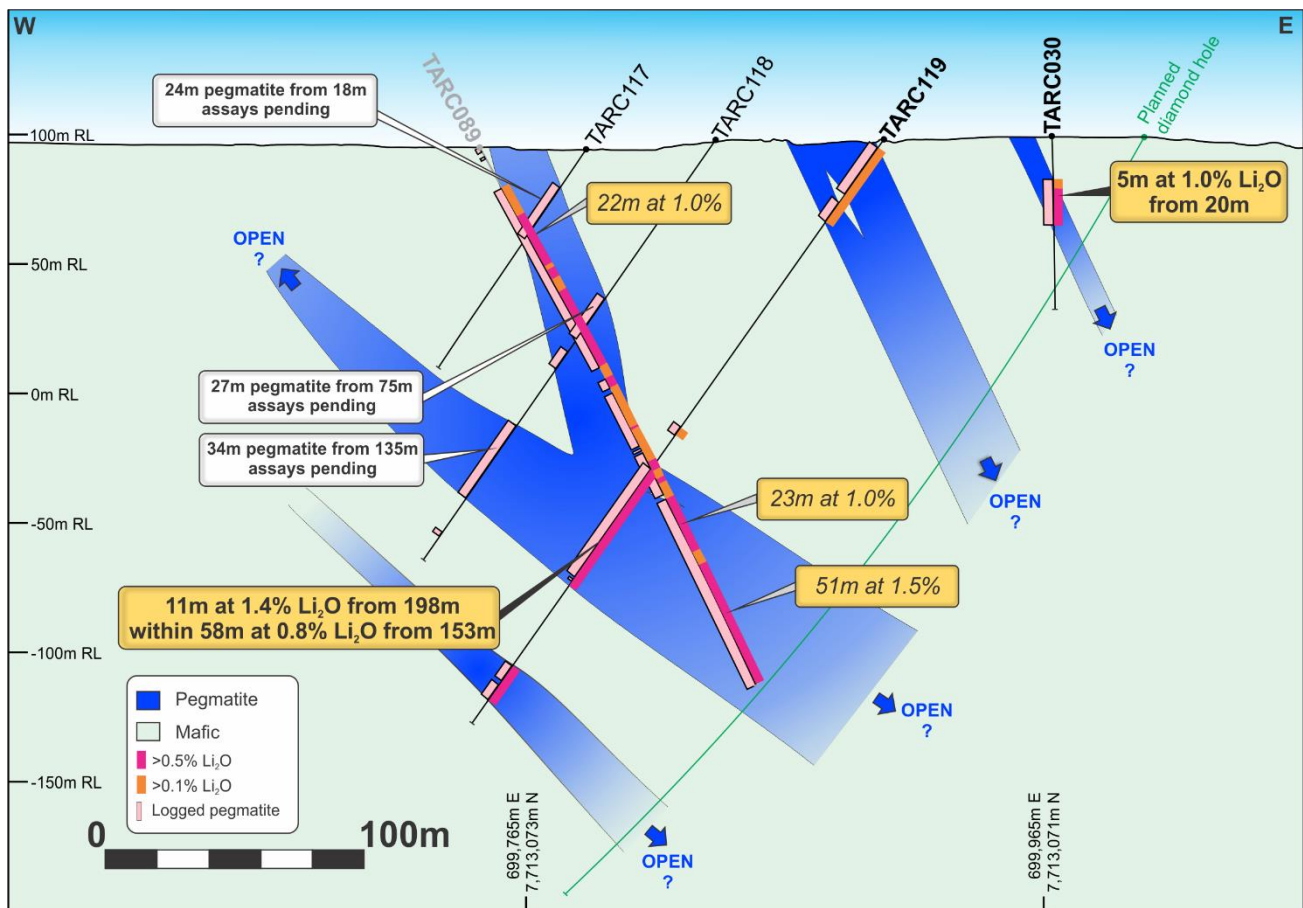 W
E
TARC089
TARC117
TARC118
TARC119
TARC030
Planned
diamond hole
24m pegmatite from 18m
assays pending
100m RL
22m at 1.0%
5m at 1.0% Li₂O
from 20m
OPEN
?
50m RL
OPEN
?
27m pegmatite from 75m
assays pending
0m RL
34m pegmatite from 135m
assays pending
OPEN
?
23m at 1.0%
-50m RL
51m at 1.5%
11m at 1.4% Li₂O from 198m
within 58m at 0.8% Li₂O from 153m
-100m RL
OPEN
?
Pegmatite
Mafic
>0.5% Li₂O
>0.1% Li₂O
Logged pegmatite
-150m RL
0
100m
OPEN
?
699,765m E
7,713,073m N
699,965m E
7,713,071m N